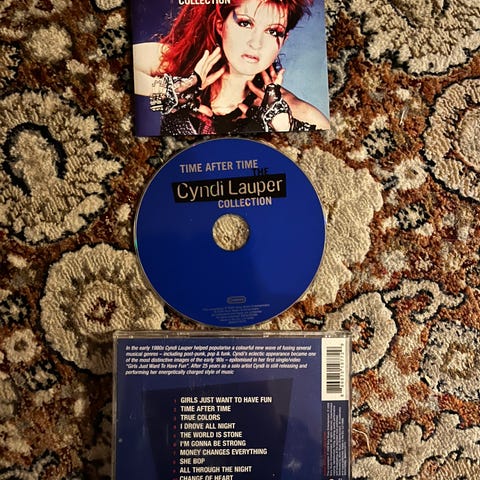 COLLECTION
TIME AFTER TIME
THE
Cyndi Lauper
COLLECTION
In the early 1980s Cyndi Lauper helped popularise a colourful new wave of fusing several
musical genres – including post-punk, pop & funk. Cyndi's eclectic appearance became one
of the most distinctive images of the early '80s – epitomised in her first single/video
"Girls Just Want To Have Fun". After 25 years as a solo artist Cyndi is still releasing and
performing her energetically charged style of music
GIRLS JUST WANT TO HAVE FUN
TIME AFTER TIME
TRUE COLORS
I DROVE ALL NIGHT
THE WORLD IS STONE
I'M GONNA BE STRONG
MONEY CHANGES EVERYTHING
SHE BOP
ALL THROUGH THE NIGHT
CHANGE OF HEART